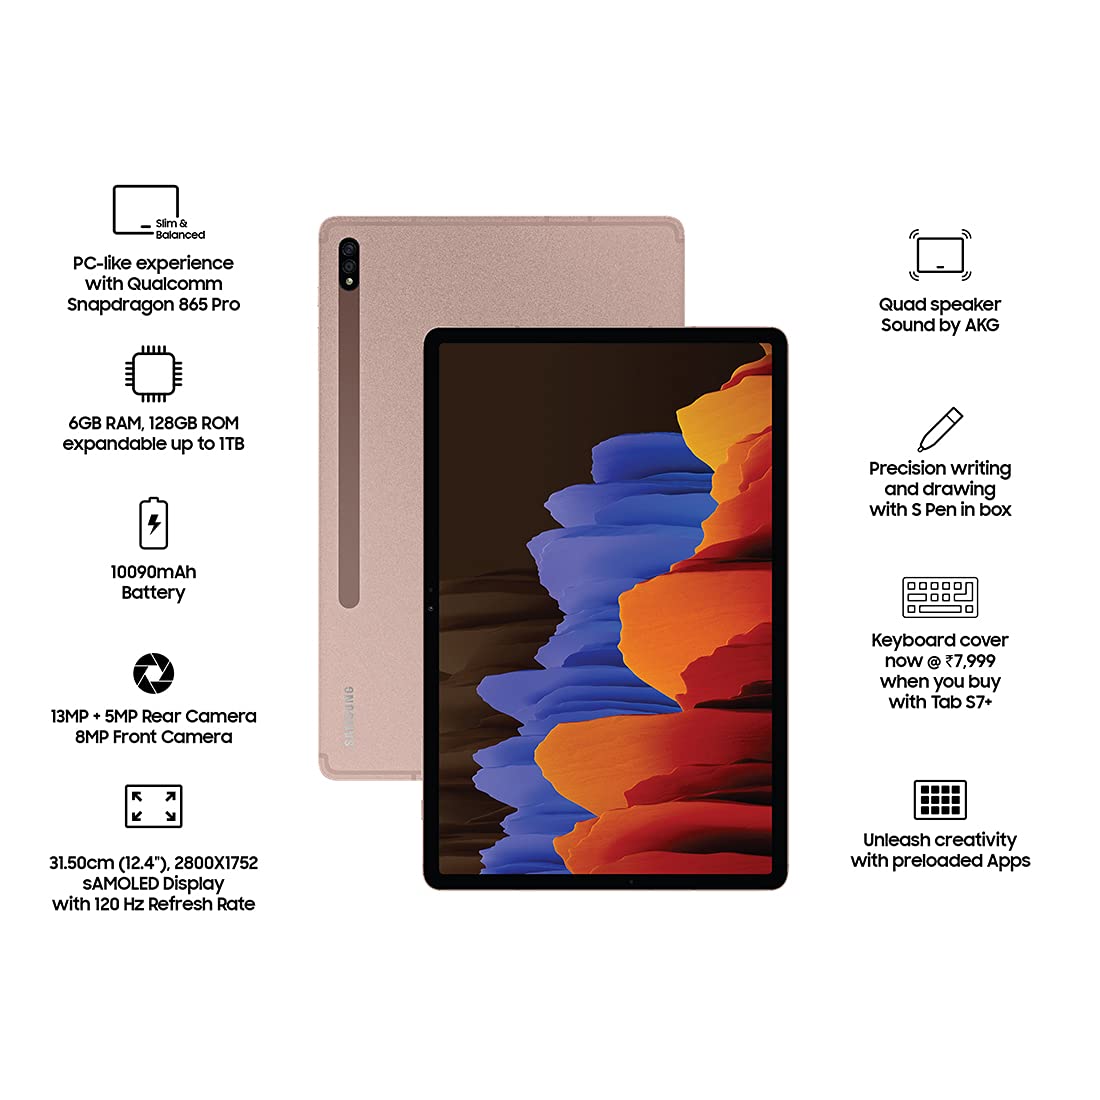 Slim &
Balanced
PC-like experience
with Qualcomm
Snapdragon 865 Pro
6GB RAM, 128GB ROM
expandable up to 1TB
10090mAh
Battery
13MP + 5MP Rear Camera
8MP Front Camera
31.50cm (12.4"), 2800X1752
sAMOLED Display
with 120 Hz Refresh Rate
SAMSUNG
Quad speaker
Sound by AKG
Precision writing
and drawing
with S Pen in box
Keyboard cover
now @ ₹7,999
when you buy
with Tab S7+
Unleash creativity
with preloaded Apps